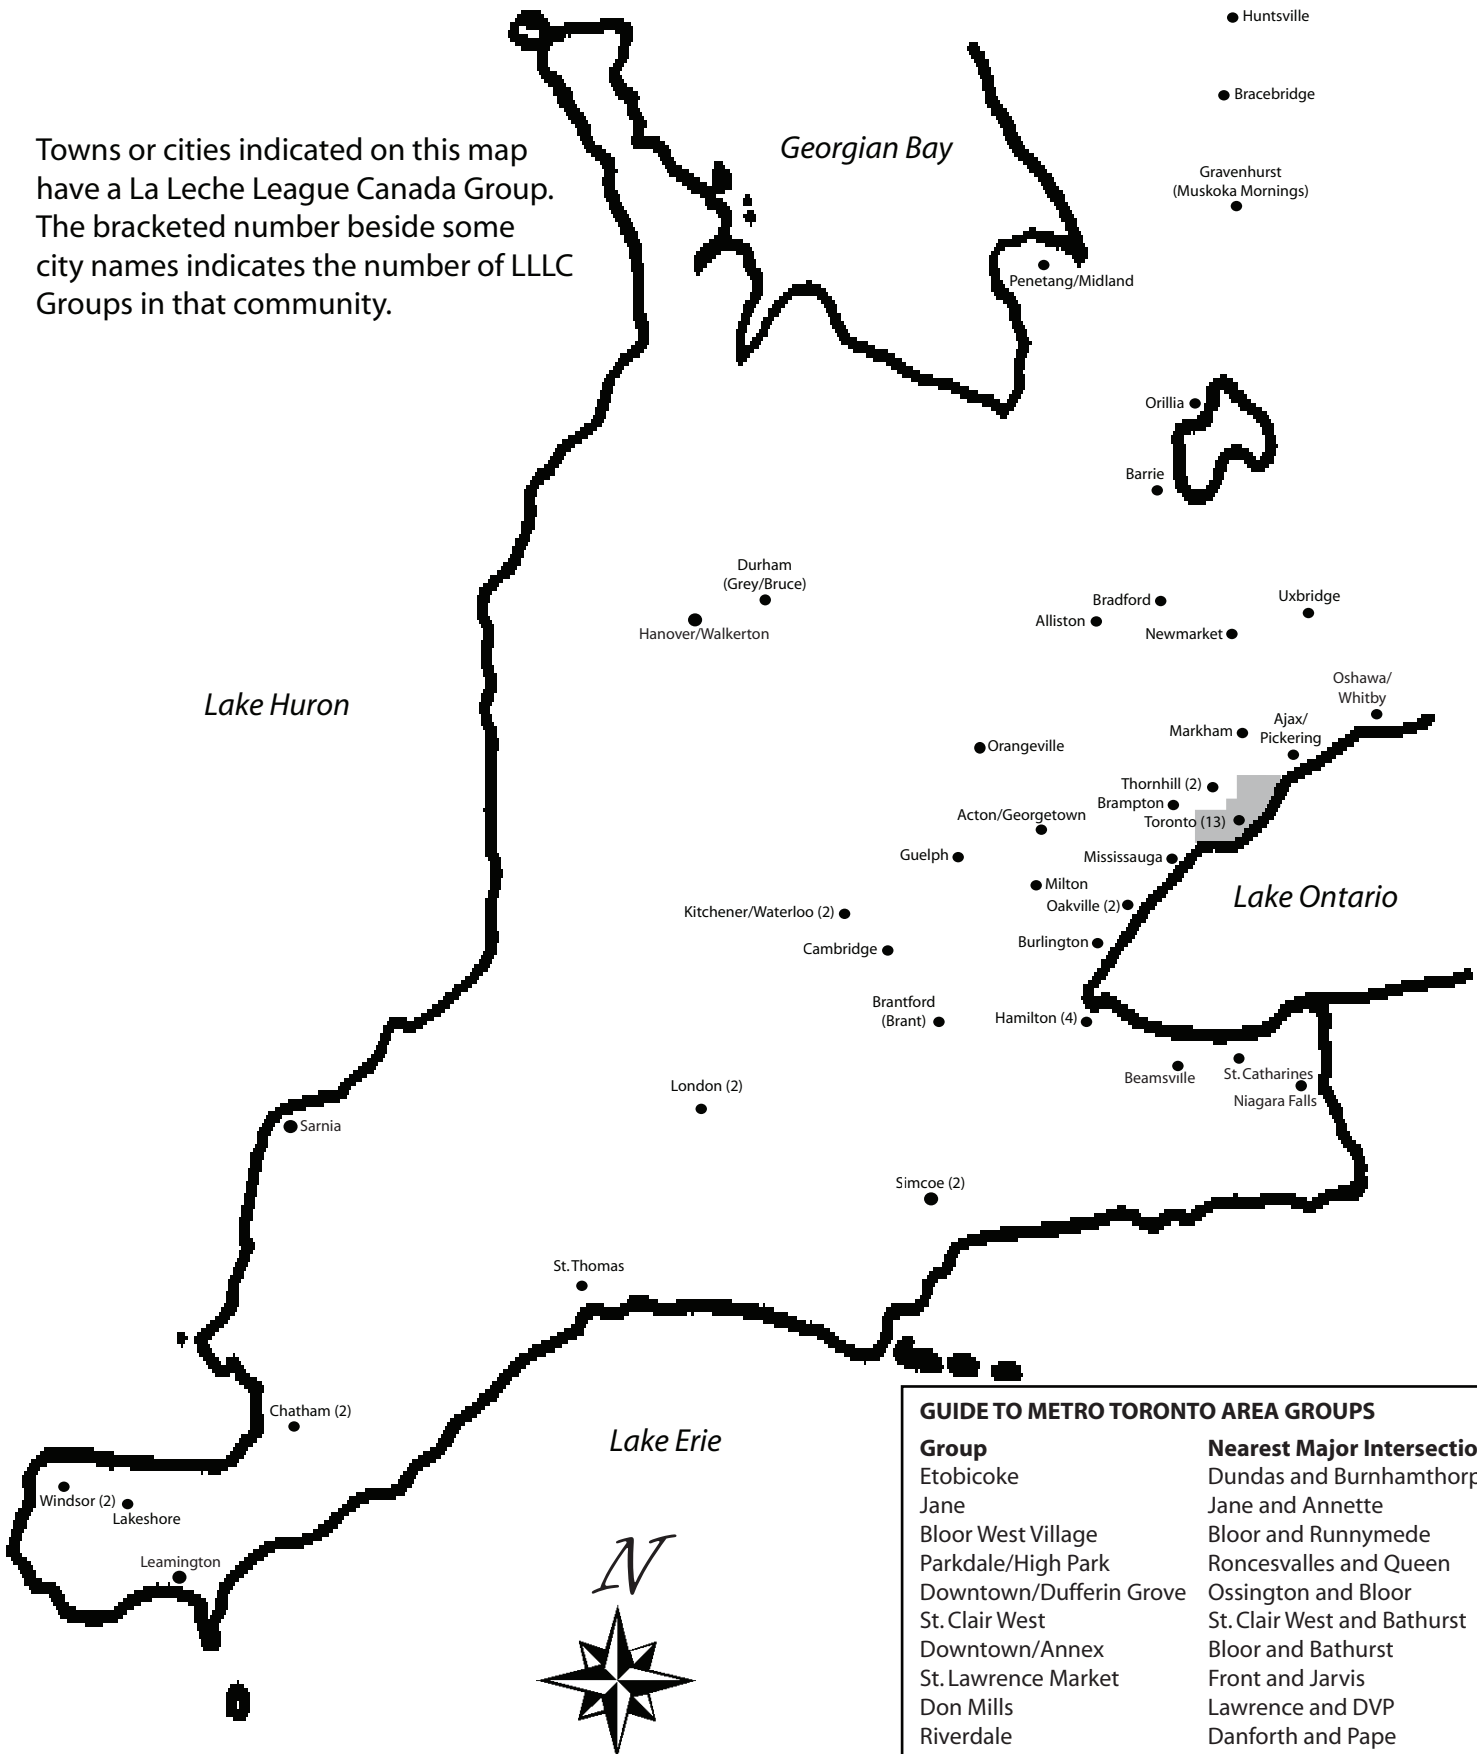 Huntsville
Bracebridge
Georgian Bay
Towns or cities indicated on this map
have a La Leche League Canada Group.
The bracketed number beside some
city names indicates the number of LLLC
Groups in that community.
Gravenhurst
(Muskoka Mornings)
Penetang/Midland
Orillia
Barrie
Durham
(Grey/Bruce)
Hanover/Walkerton
Bradford
Uxbridge
Alliston
Newmarket
Lake Huron
Oshawa/
Whitby
Ajax/
Pickering
Markham
Orangeville
Thornhill (2)
Brampton
Acton/Georgetown
Toronto (13)
Guelph
Mississauga
Milton
Lake Ontario
Oakville (2)
Kitchener/Waterloo (2)
Burlington
Cambridge
Brantford
(Brant)
Hamilton (4)
Beamsville
St. Catharines
Niagara Falls
London (2)
Sarnia
Simcoe (2)
St. Thomas
Chatham (2)
Lake Erie
Windsor (2)
Lakeshore
Leamington
N
GUIDE TO METRO TORONTO AREA GROUPS
Group Nearest Major Intersectio
Etobicoke Dundas and Burnhamthorp
Jane Jane and Annette
Bloor West Village Bloor and Runnymede
Parkdale/High Park Roncesvalles and Queen
Downtown/Dufferin Grove Ossington and Bloor
St. Clair West St. Clair West and Bathurst
Downtown/Annex Bloor and Bathurst
St. Lawrence Market Front and Jarvis
Don Mills Lawrence and DVP
Riverdale Danforth and Pape